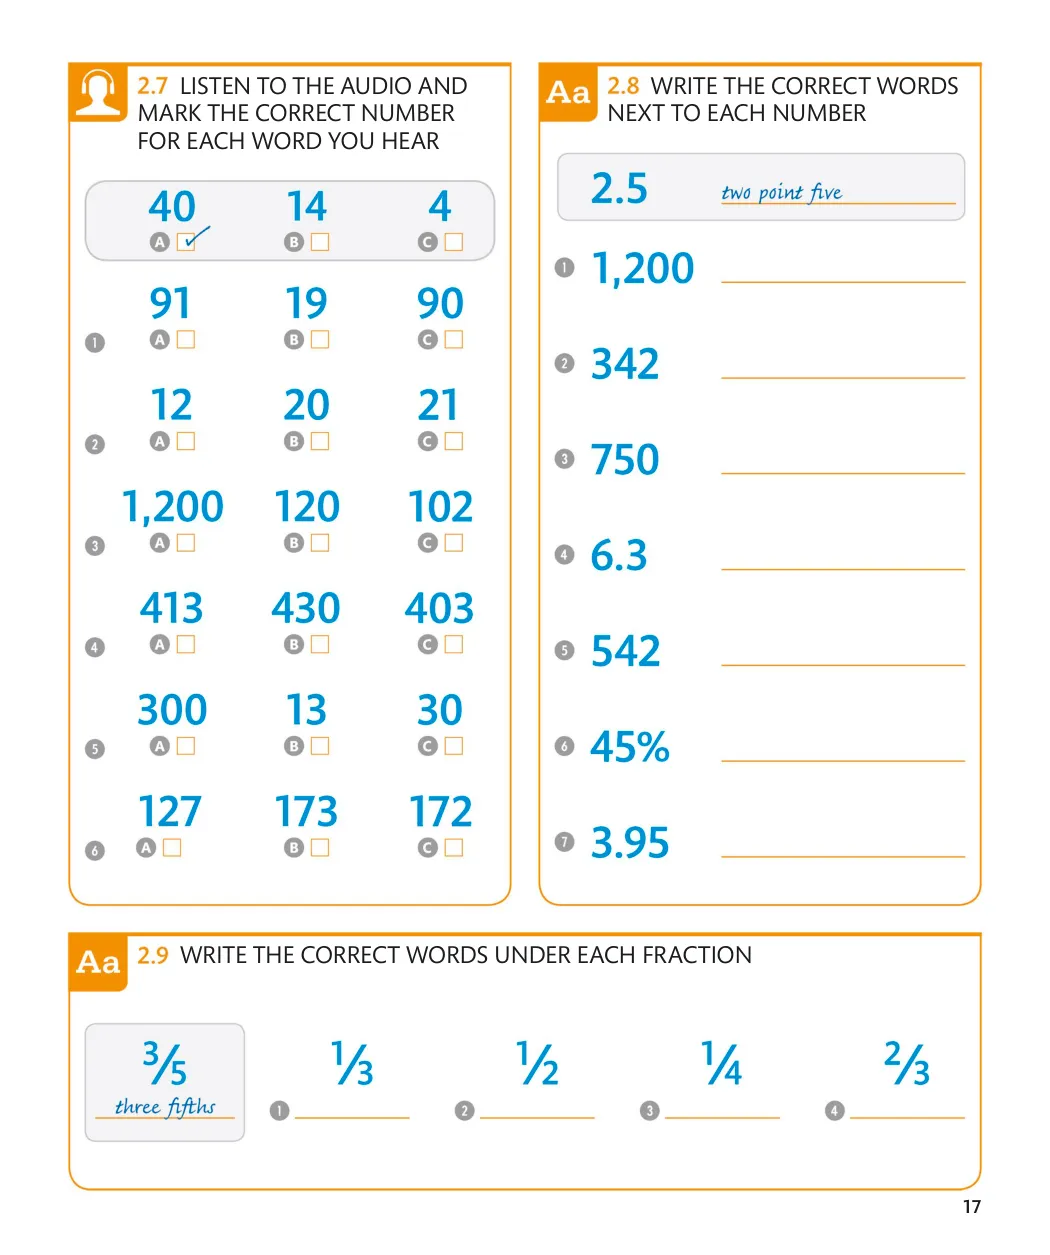 2.7 LISTEN TO THE AUDIO AND
MARK THE CORRECT NUMBER
FOR EACH WORD YOU HEAR
40 14 4
A B C
91 19 90
1 A B C
12 20 21
2 A B C
1,200 120 102
3 A B C
413 430 403
4 A B C
300 13 30
5 A B C
127 173 172
6 A B C
Aa 2.8 WRITE THE CORRECT WORDS
NEXT TO EACH NUMBER
2.5 two point five
1 1,200
2 342
3 750
4 6.3
5 542
6 45%
7 3.95
Aa 2.9 WRITE THE CORRECT WORDS UNDER EACH FRACTION
3/5 1/3 1/2 1/4 2/3
three fifths 1 2 3 4
17